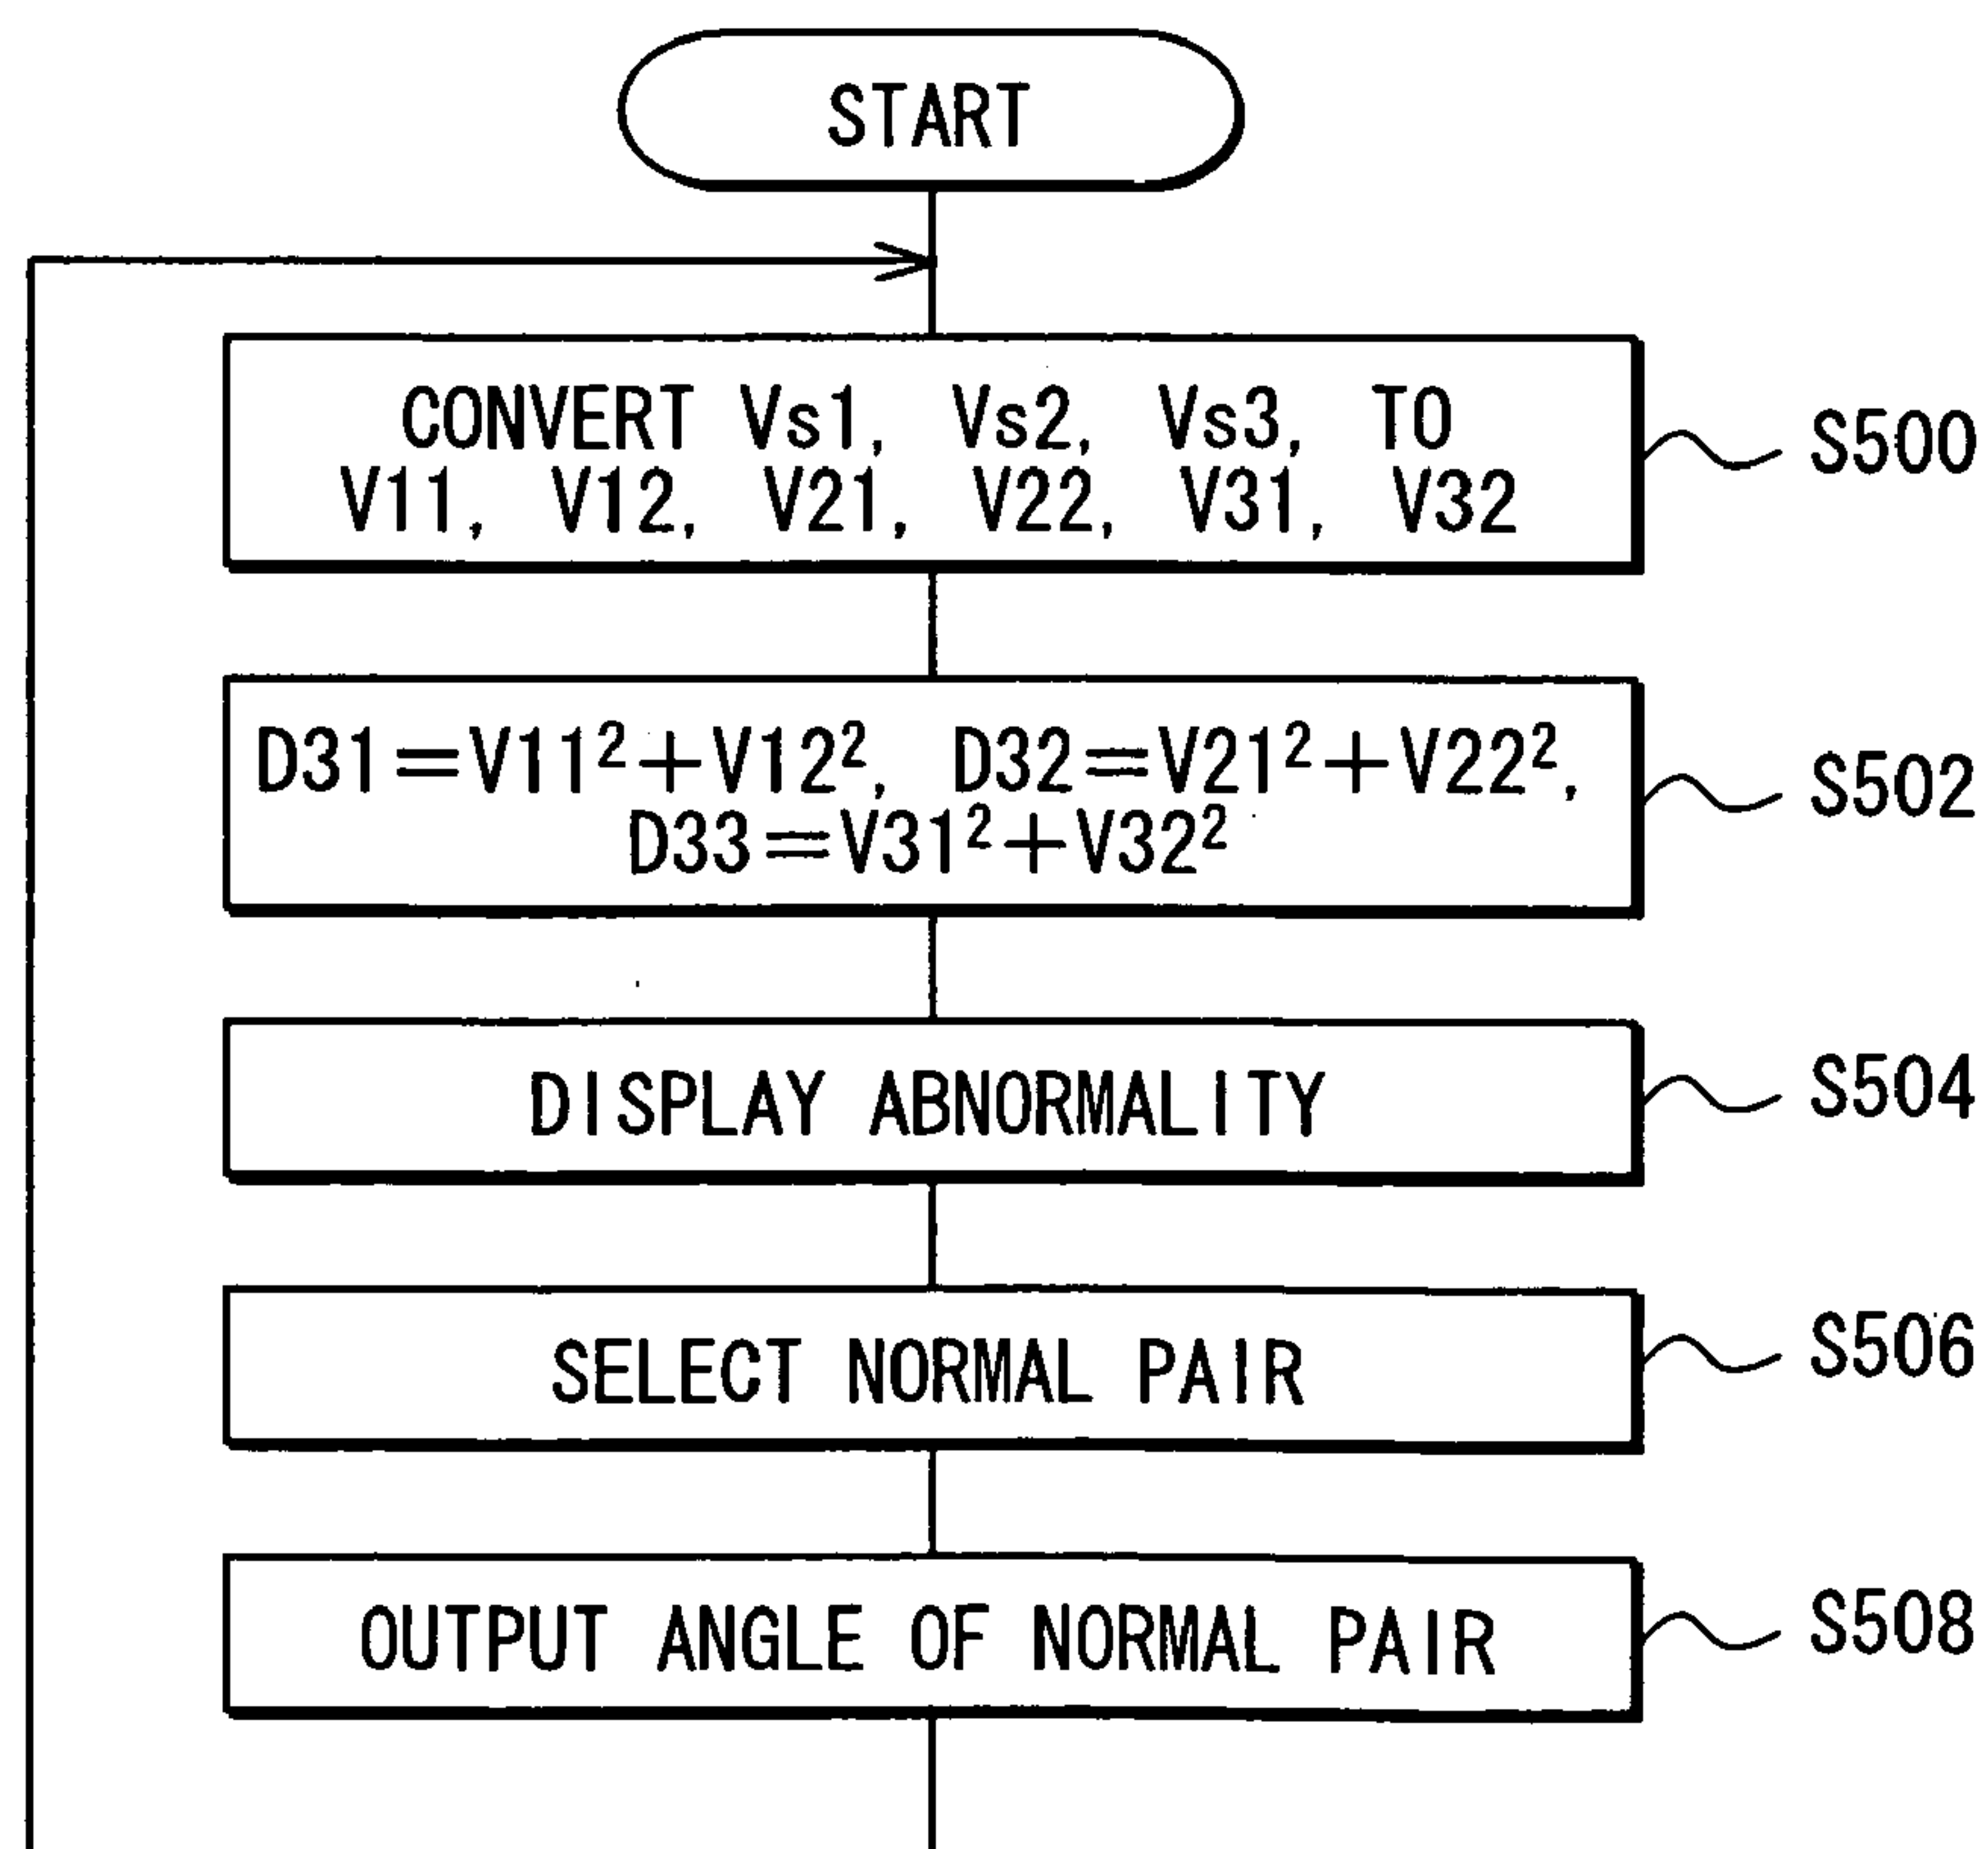 START
CONVERT Vs1, Vs2, Vs3, TO
V11, V12, V21, V22, V31, V32
S500
D31=V11²+V12², D32=V21²+V22²,
D33=V31²+V32²
S502
DISPLAY ABNORMALITY
S504
SELECT NORMAL PAIR
S506
OUTPUT ANGLE OF NORMAL PAIR
S508